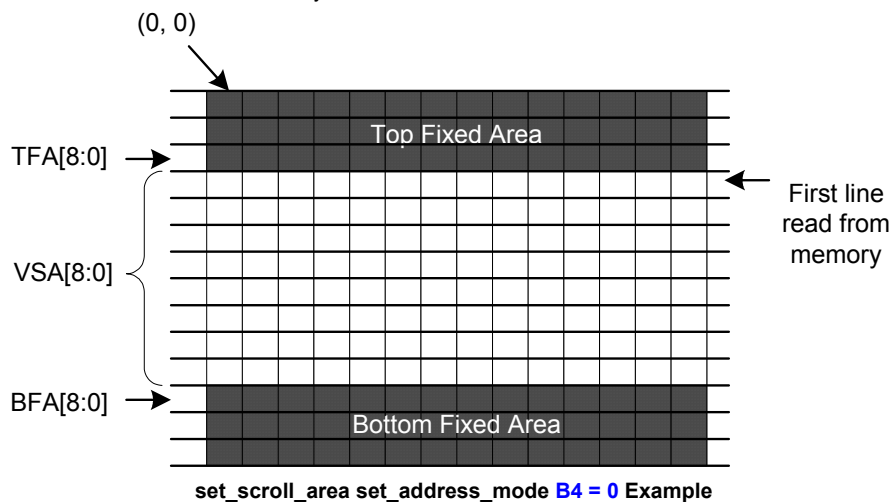 (0, 0)
Top Fixed Area
TFA[8:0]
First line
read from
memory
VSA[8:0]
BFA[8:0]
Bottom Fixed Area
set_scroll_area set_address_mode B4 = 0 Example